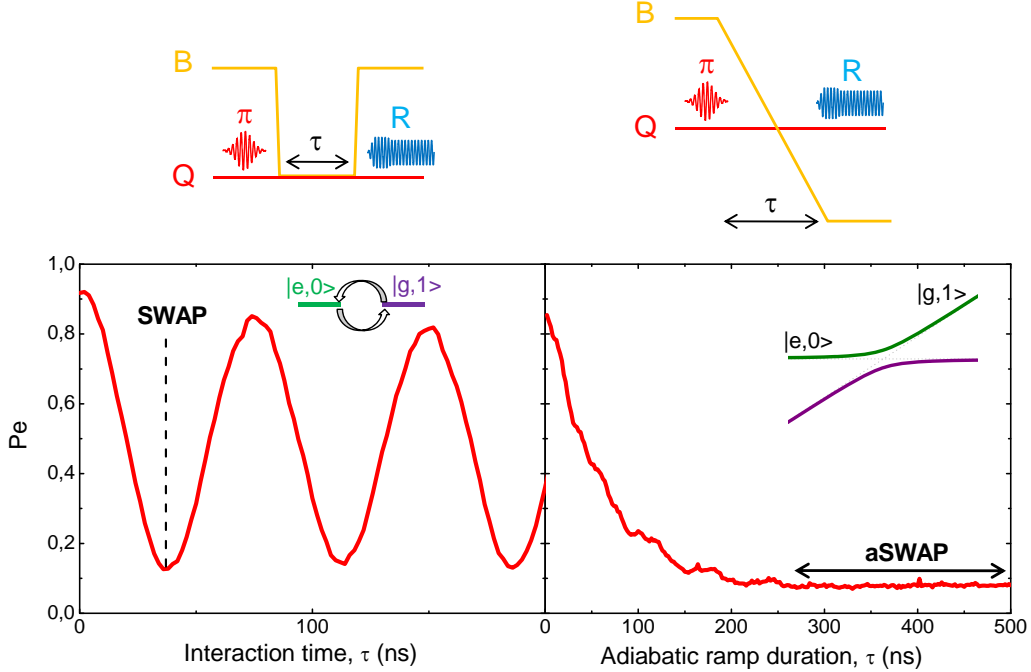 B
π
R
τ
Q
B
π
R
Q
τ
1,0
0,8
0,6
0,4
0,2
0,0
Pe
SWAP
|e,0>
|g,1>
0
100
Interaction time, τ (ns)
|g,1>
|e,0>
aSWAP
0
100
200
300
400
500
Adiabatic ramp duration, τ (ns)